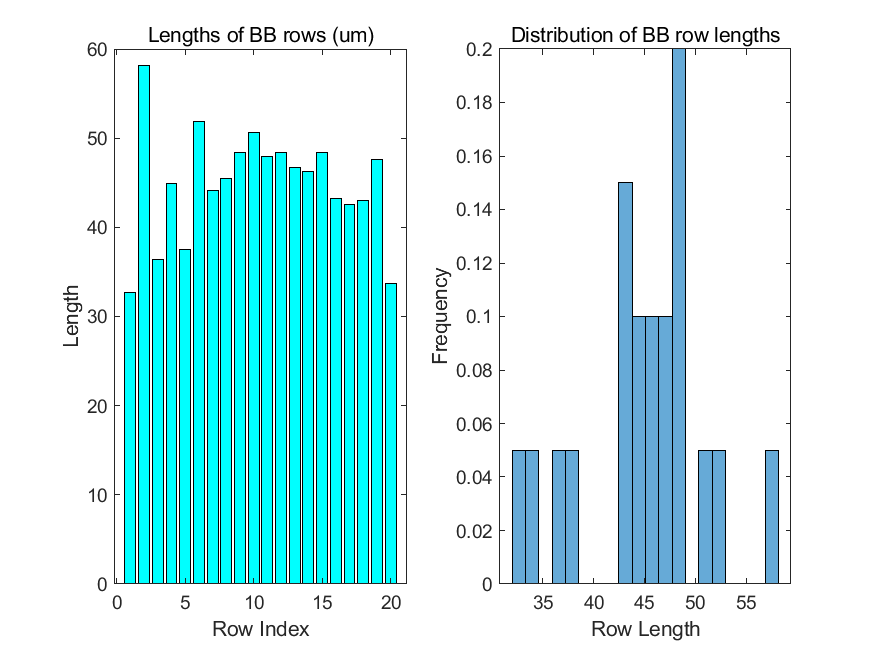 Lengths of BB rows (um)
60
50
40
30
20
10
0
Length
0 5 10 15 20
Row Index
Distribution of BB row lengths
0.2
0.18
0.16
0.14
0.12
0.1
0.08
0.06
0.04
0.02
0
Frequency
35 40 45 50 55
Row Length